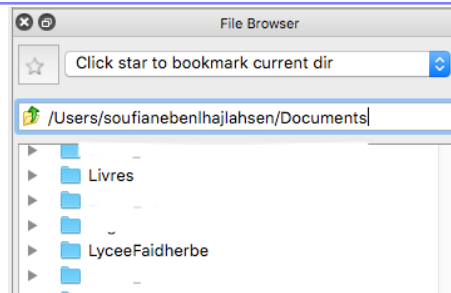 File Browser
Click star to bookmark current dir
/Users/soufianebenlhajlahsen/Documents
Livres
LyceeFaidherbe